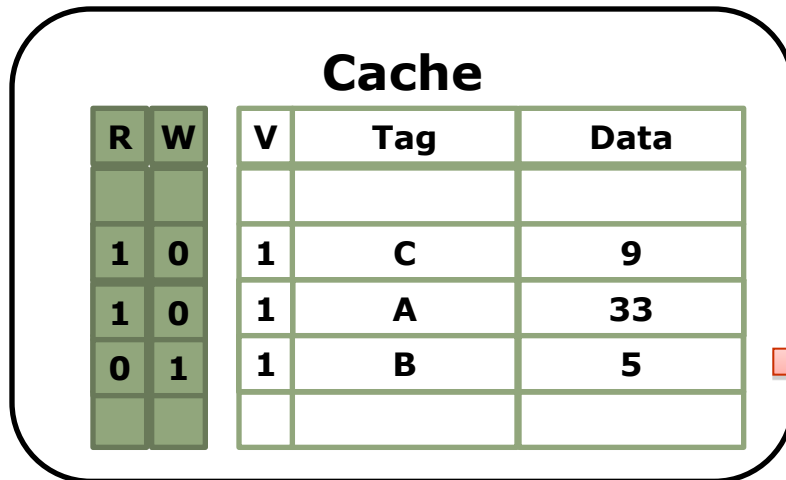 Cache
R W V Tag Data
1 0 1 C 9
1 0 1 A 33
0 1 1 B 5